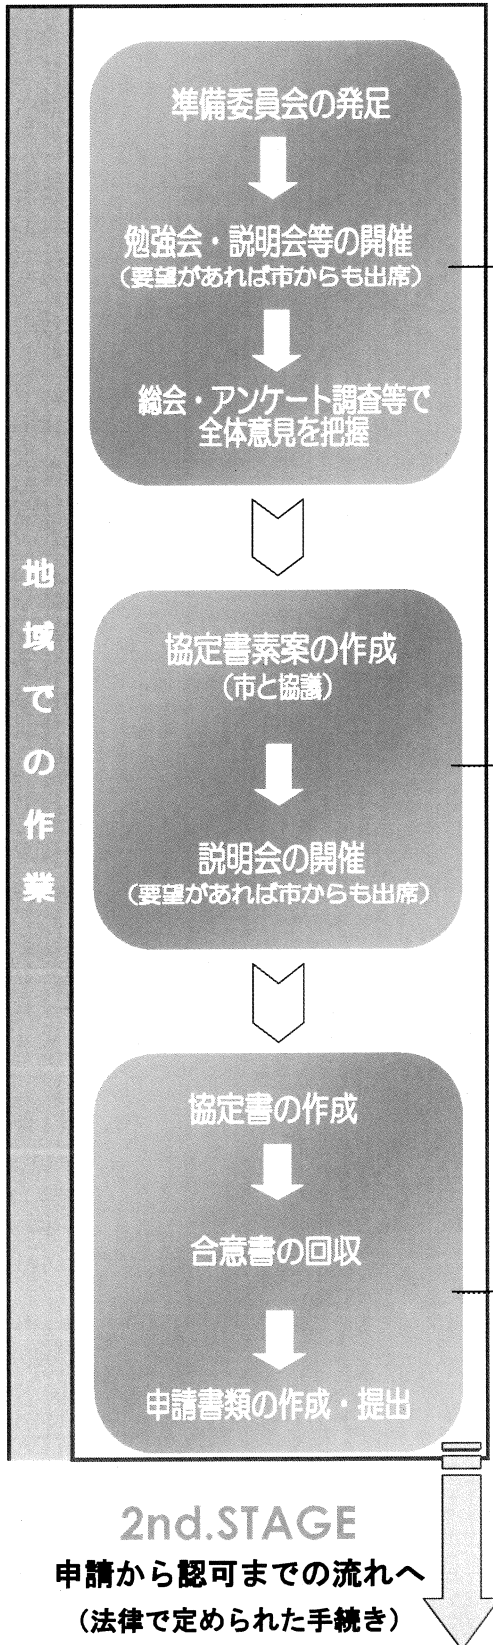 地域での作業
準備委員会の発足
勉強会・説明会等の開催
(要望があれば市からも出席)
総会・アンケート調査等で
全体意見を把握
協定書素案の作成
(市と協議)
説明会の開催
(要望があれば市からも出席)
協定書の作成
合意書の回収
申請書類の作成・提出
2nd.STAGE
申請から認可までの流れへ
(法律で定められた手続き)